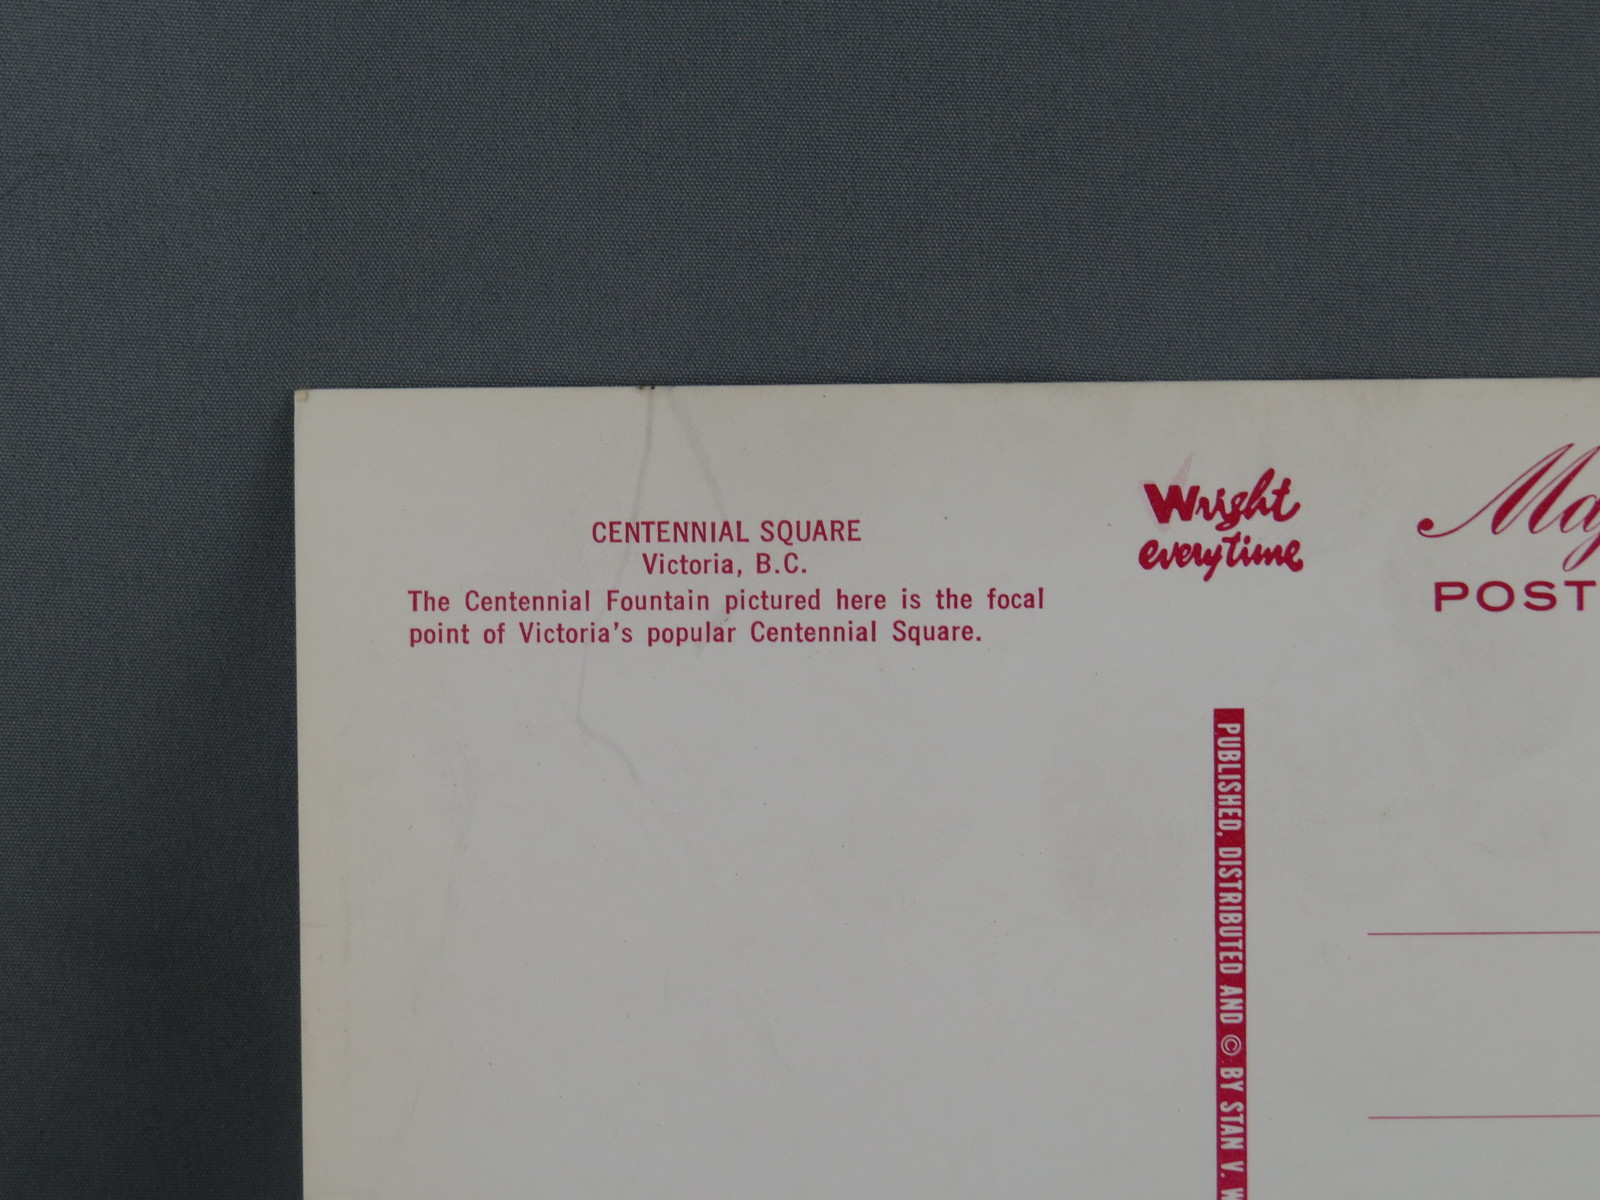 CENTENNIAL SQUARE
Victoria, B.C.
The Centennial Fountain pictured here is the focal
point of Victoria's popular Centennial Square.
Wright
everytime
POST
PUBLISHED, DISTRIBUTED AND © BY STAN V.